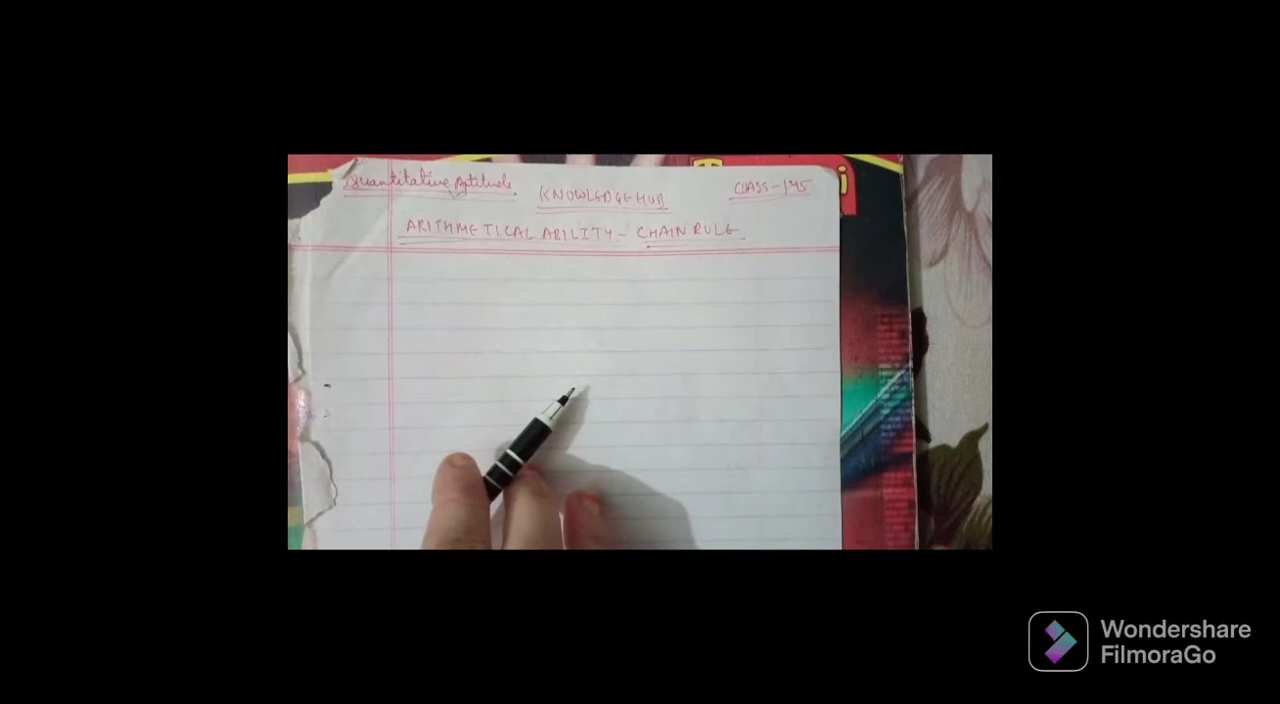 Quantitative Aptitude KNOWLEDGE HUB CLASS-145
ARITHMETICAL ABILITY - CHAIN RULE
Wondershare
FilmoraGo